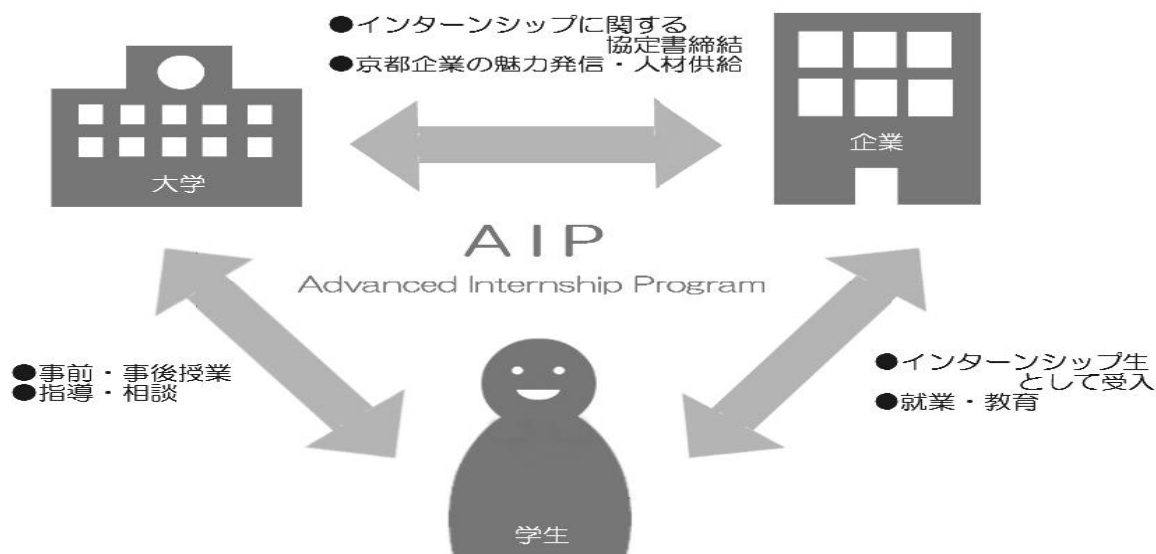 ●インターンシップに関する
協定書締結
●京都企業の魅力発信・人材供給
大学
企業
AIP
Advanced Internship Program
●事前・事後授業
●指導・相談
●インターンシップ生
として受入
●就業・教育
学生